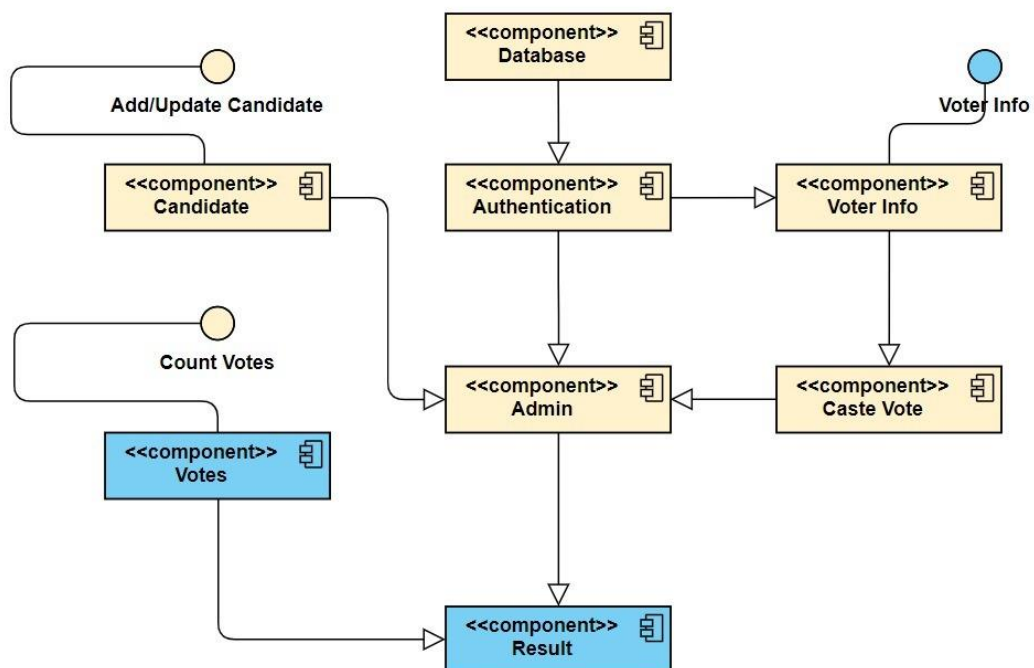 <<component>>
Database
Add/Update Candidate
Voter Info
<<component>>
Candidate
<<component>>
Authentication
<<component>>
Voter Info
Count Votes
<<component>>
Admin
<<component>>
Caste Vote
<<component>>
Votes
<<component>>
Result